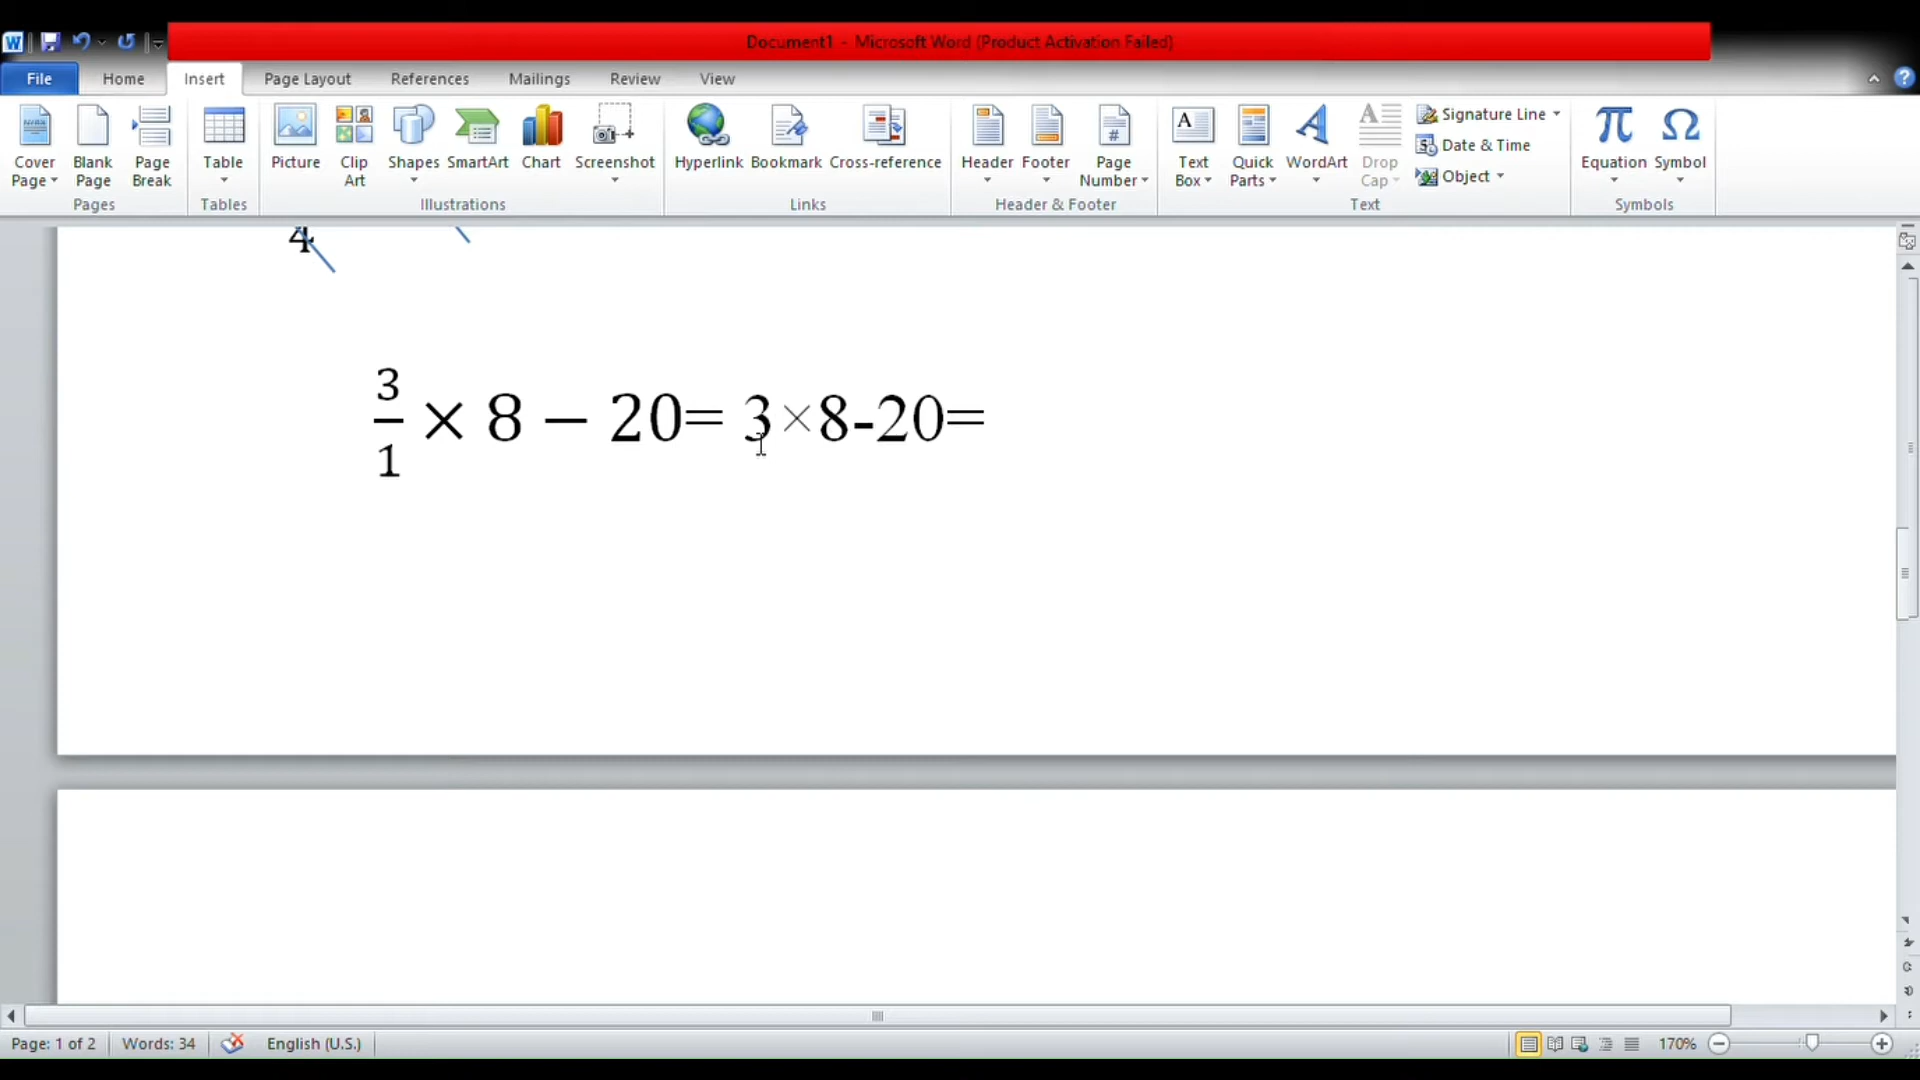 W
Document1 - Microsoft Word (Product Activation Failed)
File Home Insert Page Layout References Mailings Review View
Cover Page
Blank Page
Page Break
Table
Picture
Clip Art
Shapes
SmartArt
Chart
Screenshot
Hyperlink
Bookmark
Cross-reference
Header
Footer
Page Number
Text Box
Quick Parts
WordArt
Drop Cap
Signature Line
Date & Time
Object
Equation
Symbol
Pages Tables Illustrations Links Header & Footer Text Symbols
4
3/1 × 8 − 20= 3×8-20=
Page: 1 of 2 Words: 34 English (U.S.) 170%